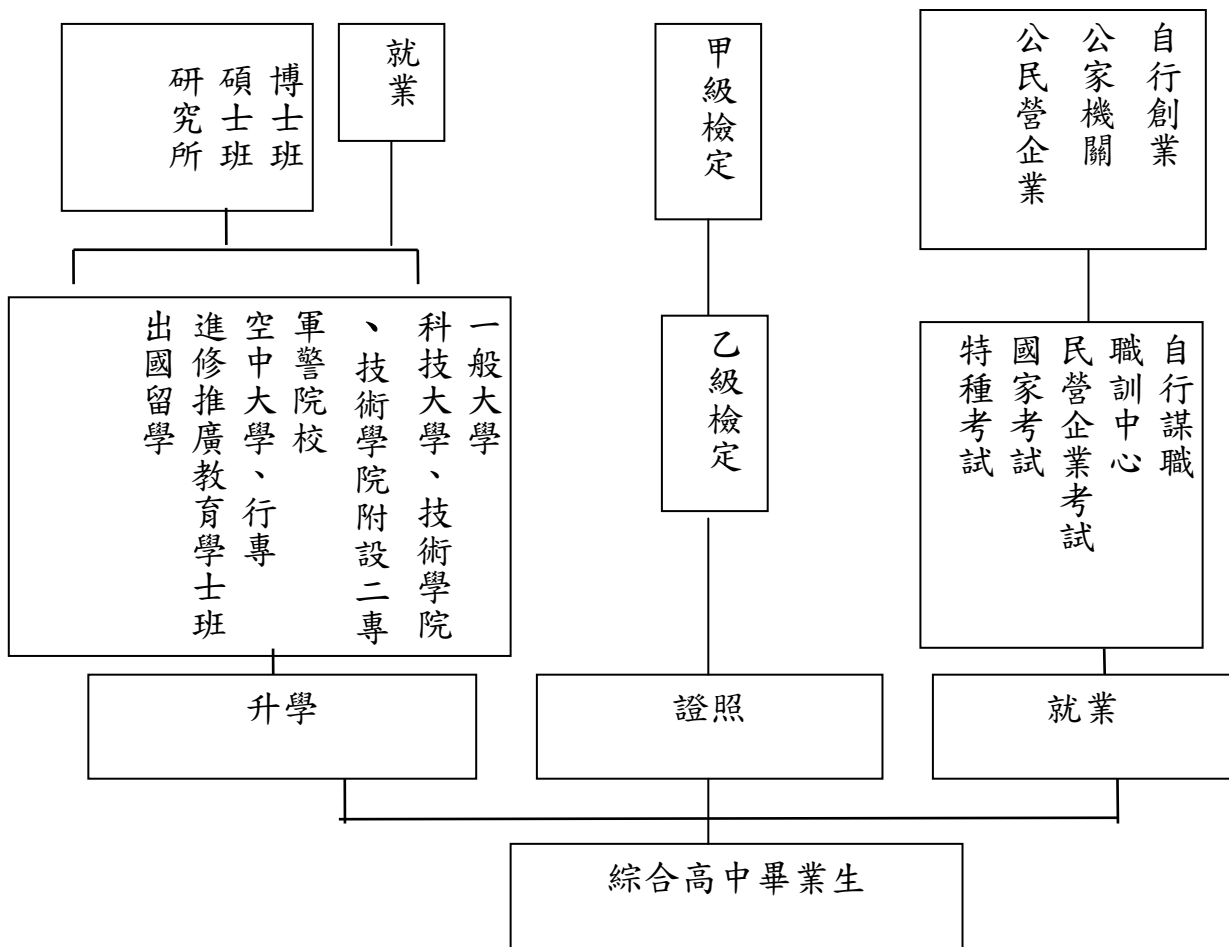 博士班
碩士班
研究所
就業
甲級檢定
自行創業
公家機關
公民營企業
一般大學
科技大學、技術學院
、技術學院附設二專
軍警院校
空中大學、行專
進修推廣教育學士班
出國留學
乙級檢定
自行謀職
職訓中心
民營企業考試
國家考試
特種考試
升學
證照
就業
綜合高中畢業生